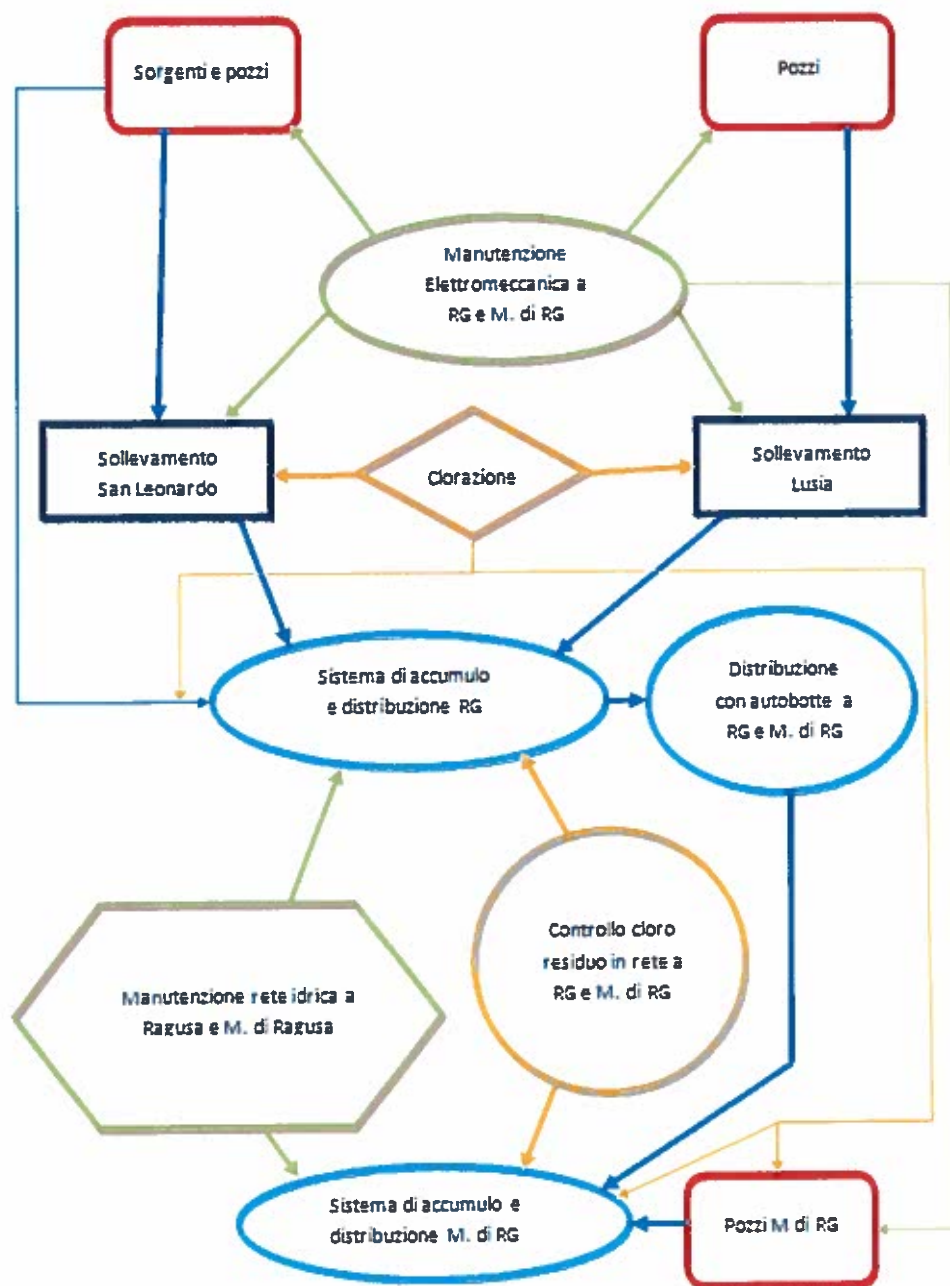 Sorgenti e pozzi
Pozzi
Manutenzione
Elettromeccanica a
RG e M. di RG
Sollevamento
San Leonardo
Clorazione
Sollevamento
Lusia
Sistema di accumulo
e distribuzione RG
Distribuzione
con autobotte a
RG e M. di RG
Manutenzione rete idrica a
Ragusa e M. di Ragusa
Controllo cloro
residuo in rete a
RG e M. di RG
Sistema di accumulo e
distribuzione M. di RG
Pozzi M di RG